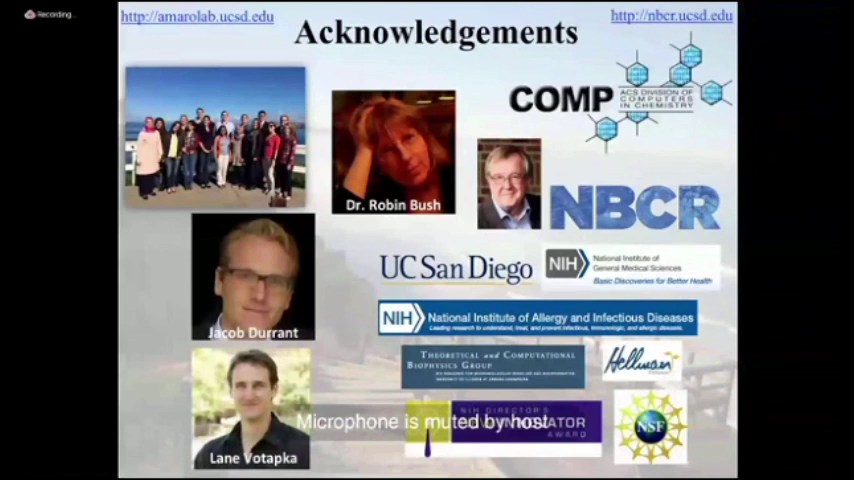 Recording...
http://amarolab.ucsd.edu
http://nbcr.ucsd.edu
Acknowledgements
COMP
ACS DIVISION OF
COMPUTERS
IN CHEMISTRY
Dr. Robin Bush
NBCR
Jacob Durrant
UC San Diego
NIH
National Institute of
General Medical Sciences
Basic Discoveries for Better Health
NIH
National Institute of Allergy and Infectious Diseases
Leading research to understand, treat, and prevent infectious, immunologic, and allergic diseases.
THEORETICAL and COMPUTATIONAL
BIOPHYSICS GROUP
Hellman
Lane Votapka
Microphone is muted by host
NIH DIRECTOR'S
AWARD
NSF